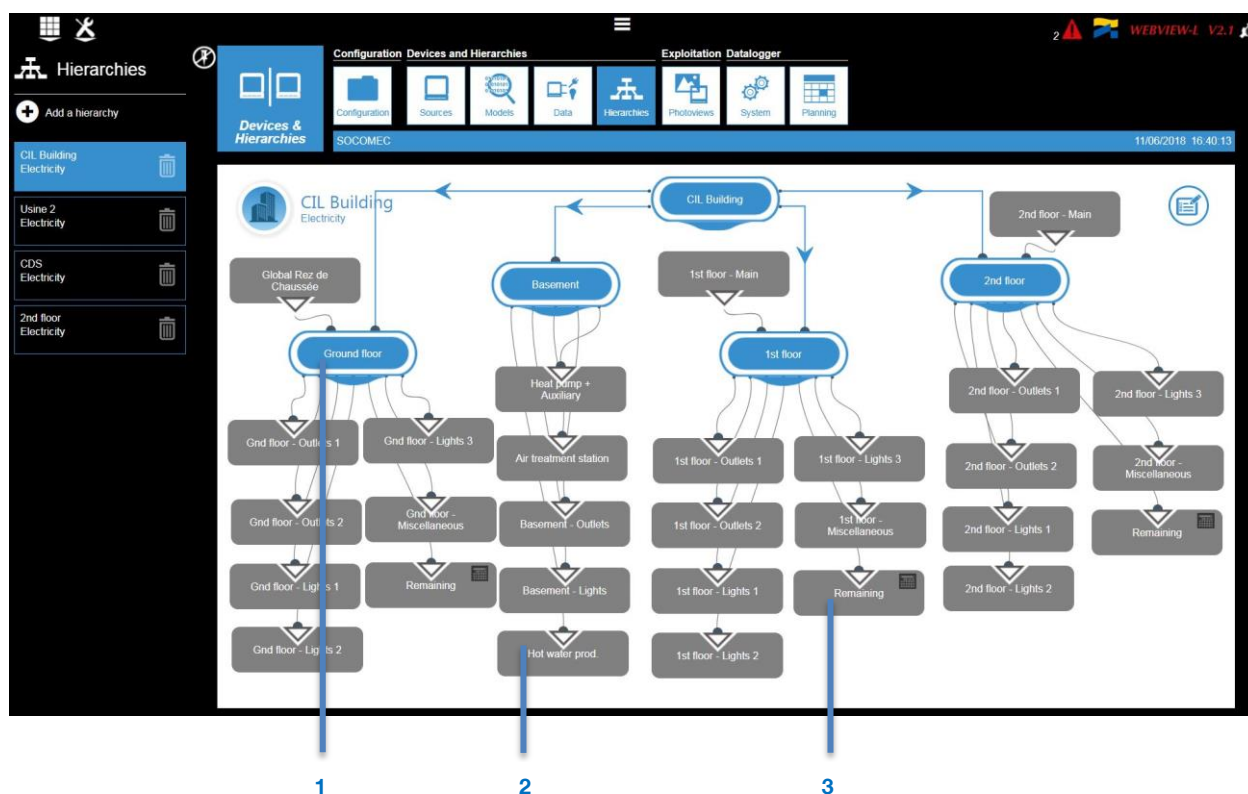 2
WEBVIEW-L V2.1
Hierarchies
Add a hierarchy
CIL Building
Electricity
Usine 2
Electricity
CDS
Electricity
2nd floor
Electricity
Devices &
Hierarchies
Configuration
Devices and Hierarchies
Exploitation
Datalogger
Configuration
Sources
Models
Data
Hierarchies
Photoviews
System
Planning
SOCOMEC
11/06/2018 16:40:13
CIL Building
Electricity
CIL Building
2nd floor - Main
Global Rez de
Chaussée
Basement
1st floor - Main
2nd floor
Ground floor
1st floor
Heat pump +
Auxiliary
2nd floor - Outlets 1
2nd floor - Lights 3
Gnd floor - Outlets 1
Gnd floor - Lights 3
Air treatment station
1st floor - Outlets 1
1st floor - Lights 3
2nd floor - Outlets 2
2nd floor -
Miscellaneous
Gnd floor - Outlets 2
Gnd floor -
Miscellaneous
Basement - Outlets
1st floor - Outlets 2
1st floor -
Miscellaneous
2nd floor - Lights 1
Remaining
Gnd floor - Lights 1
Remaining
Basement - Lights
1st floor - Lights 1
Remaining
2nd floor - Lights 2
Gnd floor - Lights 2
Hot water prod.
1st floor - Lights 2
1
2
3